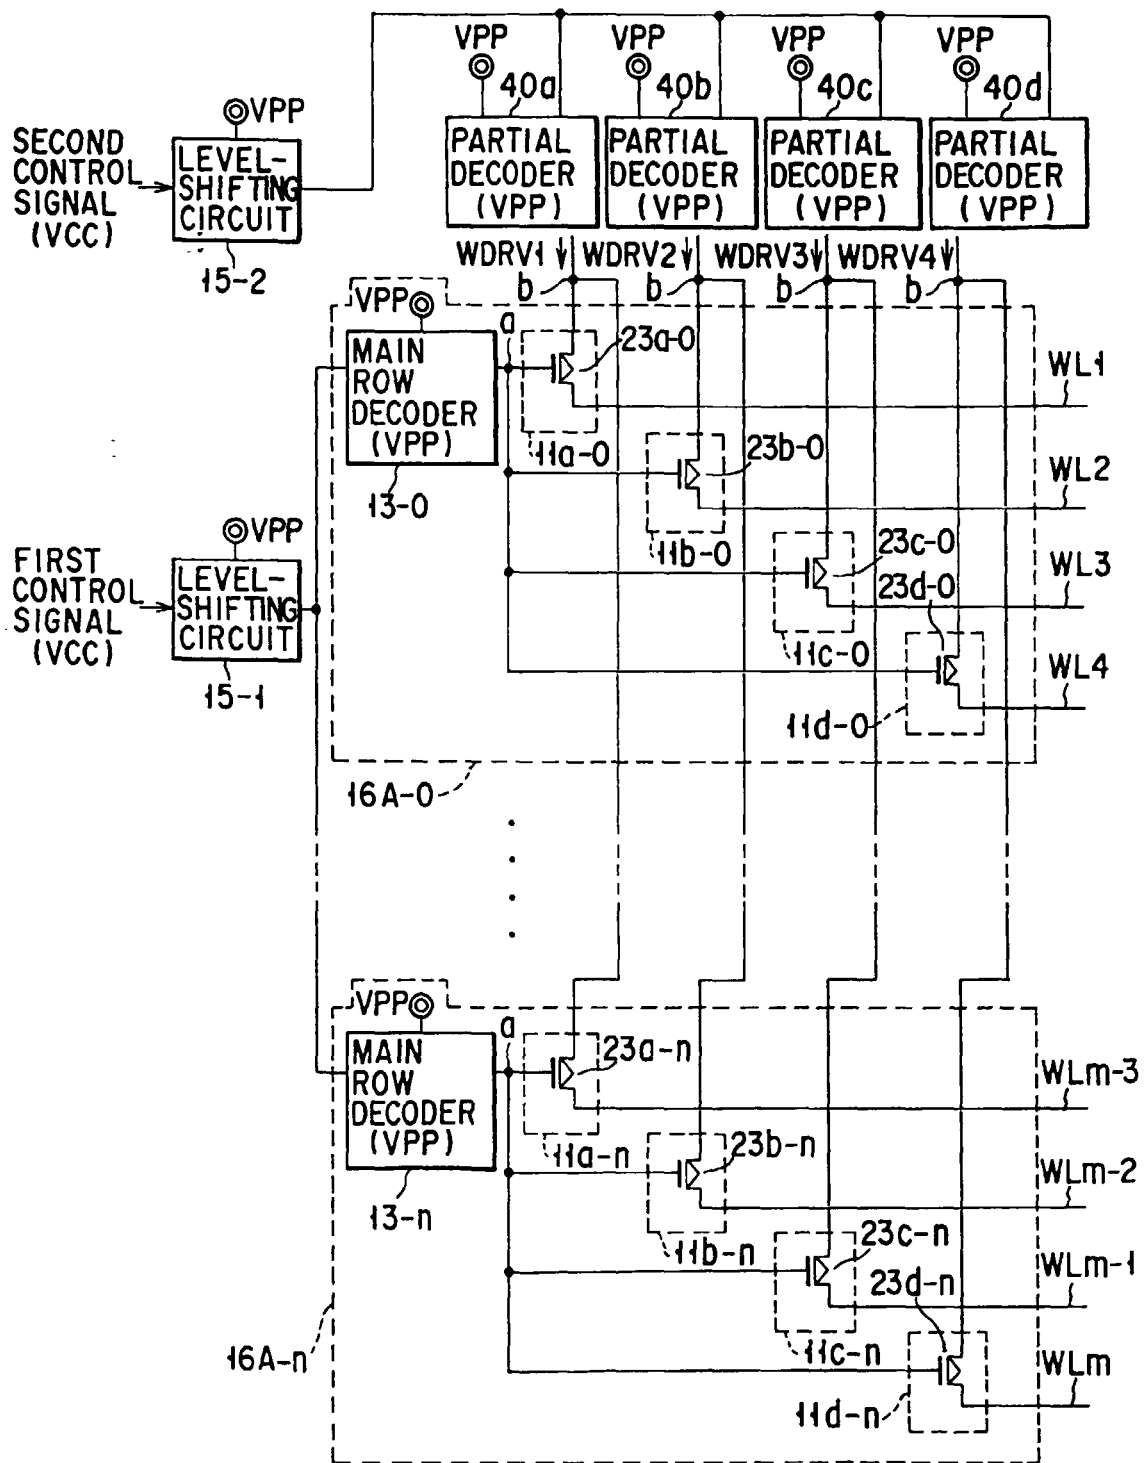 VPP VPP VPP VPP
40a 40b 40c 40d
PARTIAL DECODER (VPP)
PARTIAL DECODER (VPP)
PARTIAL DECODER (VPP)
PARTIAL DECODER (VPP)
VPP
SECOND
CONTROL
SIGNAL
(VCC)
LEVEL-
SHIFTING
CIRCUIT
15-2
WDRV1 WDRV2 WDRV3 WDRV4
b b b b
VPP
a
MAIN
ROW
DECODER
(VPP)
13-0
23a-0
WL1
11a-0
23b-0
WL2
11b-0
23c-0
WL3
11c-0
23d-0
WL4
11d-0
16A-0
VPP
FIRST
CONTROL
SIGNAL
(VCC)
LEVEL-
SHIFTING
CIRCUIT
15-1
VPP
a
MAIN
ROW
DECODER
(VPP)
13-n
23a-n
WLm-3
11a-n
23b-n
WLm-2
11b-n
23c-n
WLm-1
11c-n
23d-n
WLm
11d-n
16A-n